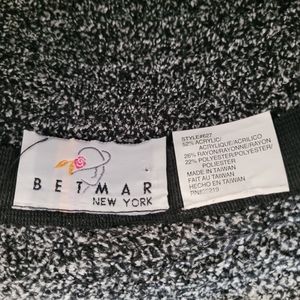 BETMAR
NEW YORK
STYLE#627
52% ACRYLIC/
ACRYLIQUE/ACRILICO
26% RAYON/RAYONNE/RAYON
22% POLYESTER/POLYESTER/
POLIESTER
MADE IN TAIWAN
FAIT AU TAIWAN
HECHO EN TAIWAN